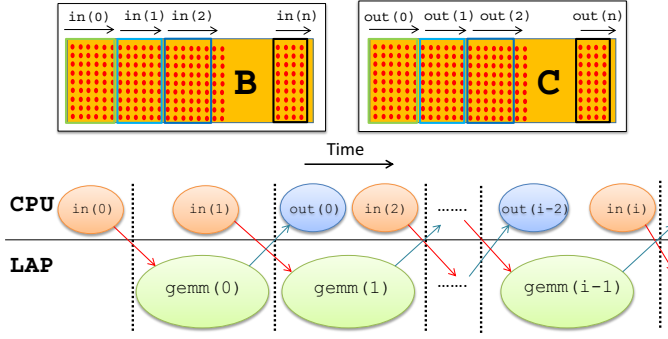 in(0) in(1) in(2) in(n)
B
out(0) out(1) out(2) out(n)
C
Time
CPU in(0) in(1) out(0) in(2) ...... out(i-2) in(i)
LAP gemm(0) gemm(1) ...... gemm(i-1)